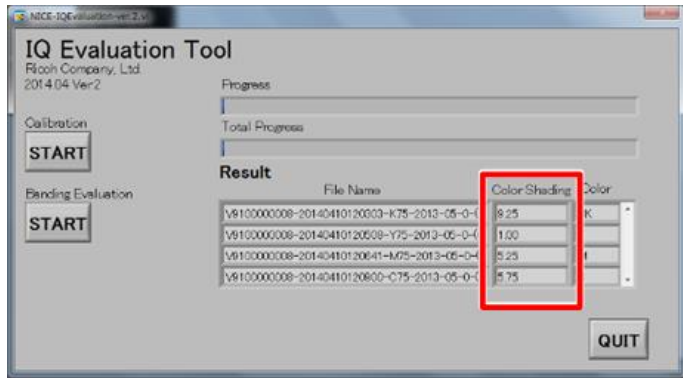 NICE-IQEvaluation-ver.2.vi
IQ Evaluation Tool
Ricoh Company, Ltd.
2014.04 Ver2
Progress
Calibration
Total Progress
START
Result
Banding Evaluation
File Name Color Shading Color
START
V9100000008-20140410120303-K75-2013-05-0-0 9.25 K
V9100000008-20140410120508-Y75-2013-05-0-0 1.00
V9100000008-20140410120641-M75-2013-05-0-0 5.25
V9100000008-20140410120900-C75-2013-05-0-0 5.75
QUIT